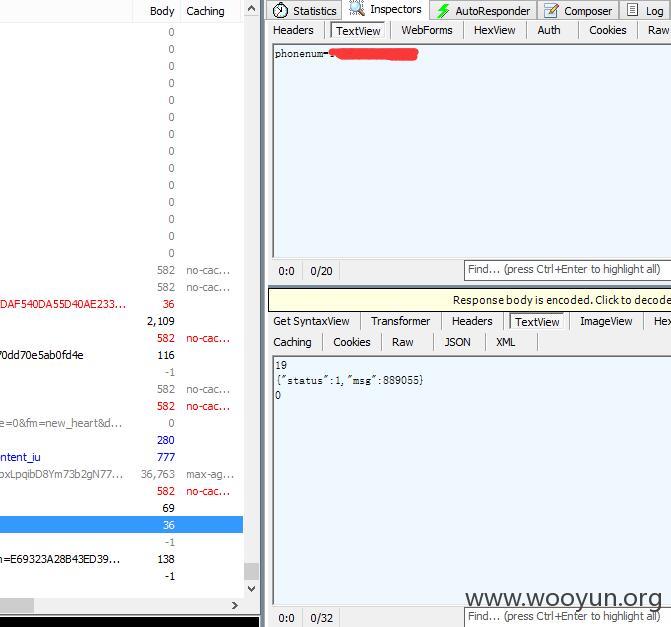 Body Caching
0
0
0
0
0
0
0
0
0
0
0
0
0
0
582 no-cac...
582 no-cac...
DAF540DA55D40AE233... 36
2,109
582 no-cac...
70dd70e5ab0fd4e 116
-1
582 no-cac...
582 no-cac...
e=0&fm=new_heart&d... 0
280
ntent_iu 777
oxLpqibD8Ym73b2gN77... 36,763 max-ag...
582 no-cac...
69
36
-1
n=E69323A28B43ED39... 138
-1
Statistics Inspectors AutoResponder Composer Log
Headers TextView WebForms HexView Auth Cookies Raw
phonenum=
0:0 0/20 Find... (press Ctrl+Enter to highlight all)
Response body is encoded. Click to decode
Get SyntaxView Transformer Headers TextView ImageView Hex
Caching Cookies Raw JSON XML
19
{"status":1,"msg":889055}
0
www.wooyun.org
0:0 0/32 Find... (press Ctrl+Enter to highlight all)